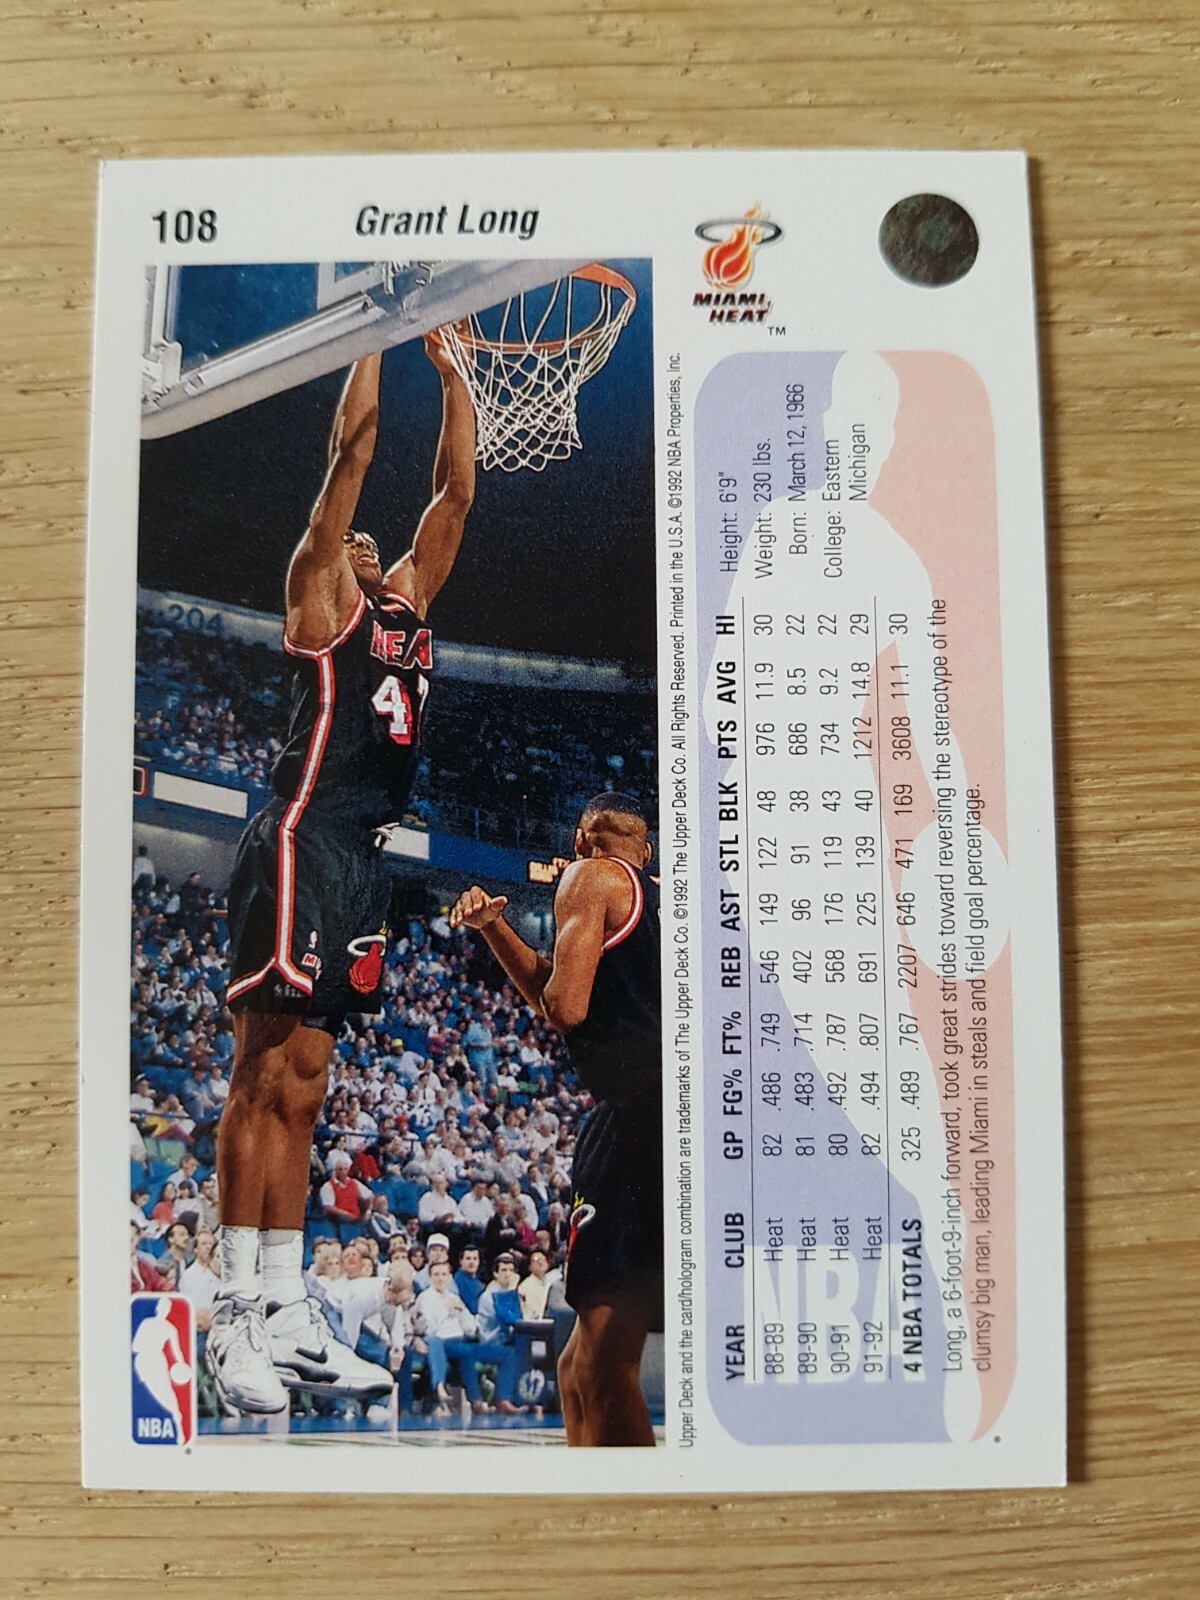 108
Grant Long
MIAMI
HEAT
TM
204
HEA
4
NBA
Upper Deck and the card/hologram combination are trademarks of The Upper Deck Co. ©1992 The Upper Deck Co. All Rights Reserved. Printed in the U.S.A. ©1992 NBA Properties, Inc.
Height: 6'9"
Weight: 230 lbs.
Born: March 12, 1966
College: Eastern
Michigan
YEAR CLUB GP FG% FT% REB AST STL BLK PTS AVG HI
88-89 Heat 82 .486 .749 546 149 122 48 976 11.9 30
89-90 Heat 81 .483 .714 402 96 91 38 686 8.5 22
90-91 Heat 80 .492 .787 568 176 119 43 734 9.2 22
91-92 Heat 82 .494 .807 691 225 139 40 1212 14.8 29
4 NBA TOTALS 325 .489 .767 2207 646 471 169 3608 11.1 30
NBA
Long, a 6-foot-9-inch forward, took great strides toward reversing the stereotype of the
clumsy big man, leading Miami in steals and field goal percentage.